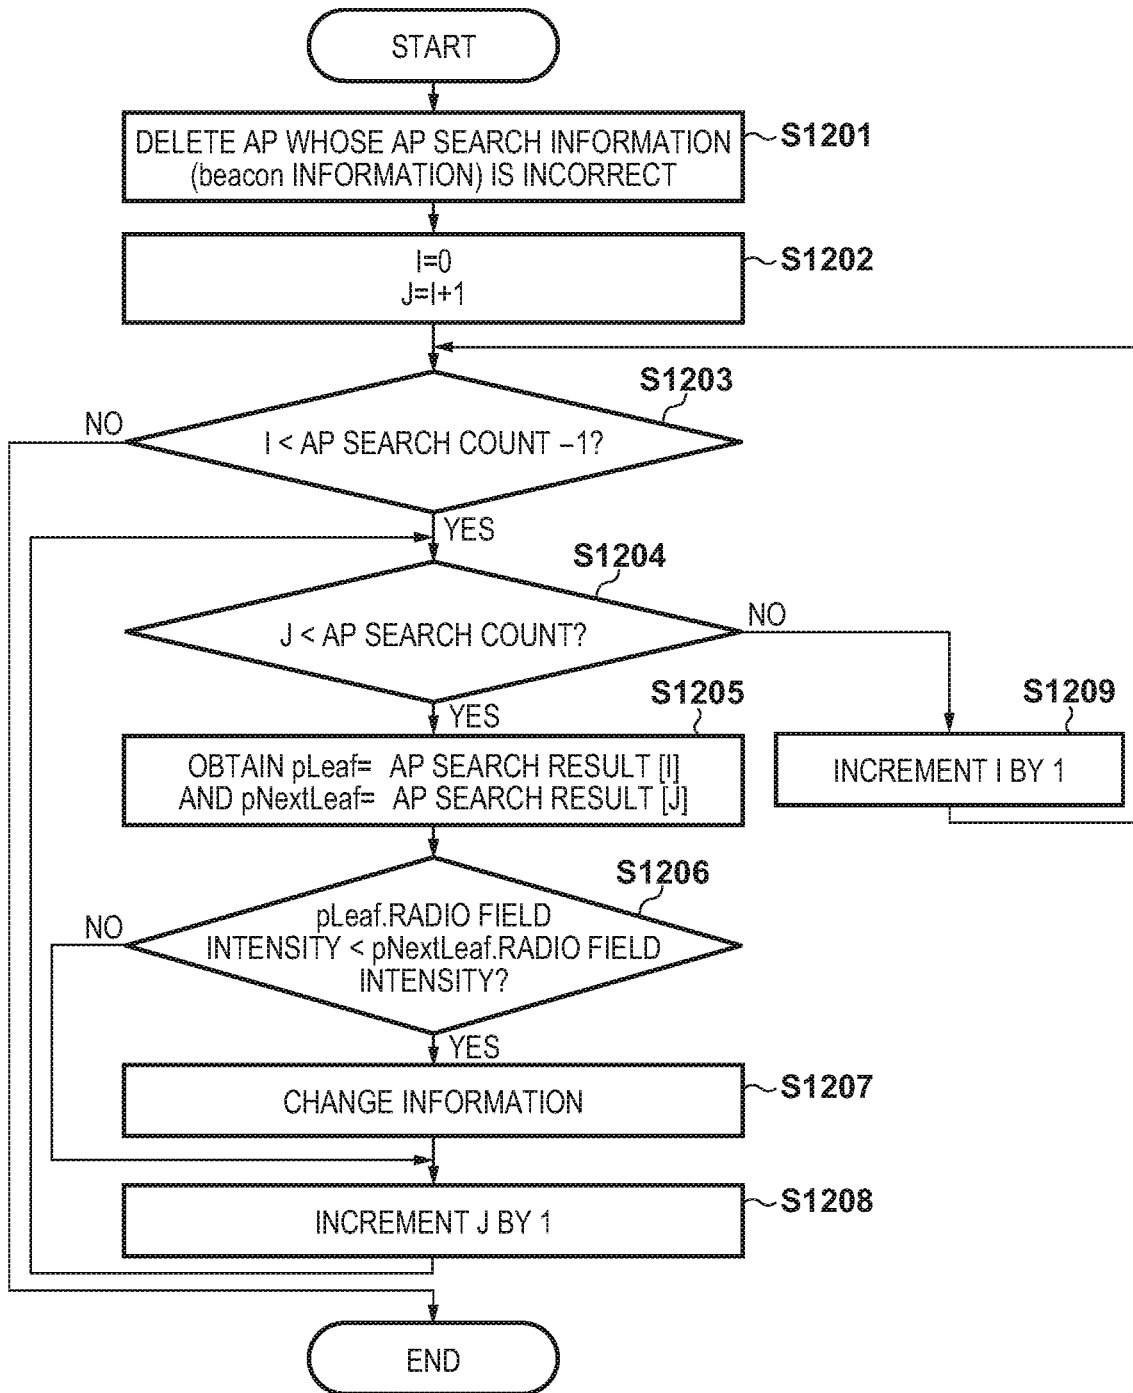 START
DELETE AP WHOSE AP SEARCH INFORMATION
(beacon INFORMATION) IS INCORRECT
S1201
I=0
J=I+1
S1202
S1203
NO
I < AP SEARCH COUNT –1?
YES
S1204
NO
J < AP SEARCH COUNT?
YES
S1205
OBTAIN pLeaf= AP SEARCH RESULT [I]
AND pNextLeaf= AP SEARCH RESULT [J]
S1209
INCREMENT I BY 1
S1206
NO
pLeaf.RADIO FIELD
INTENSITY < pNextLeaf.RADIO FIELD
INTENSITY?
YES
CHANGE INFORMATION
S1207
INCREMENT J BY 1
S1208
END